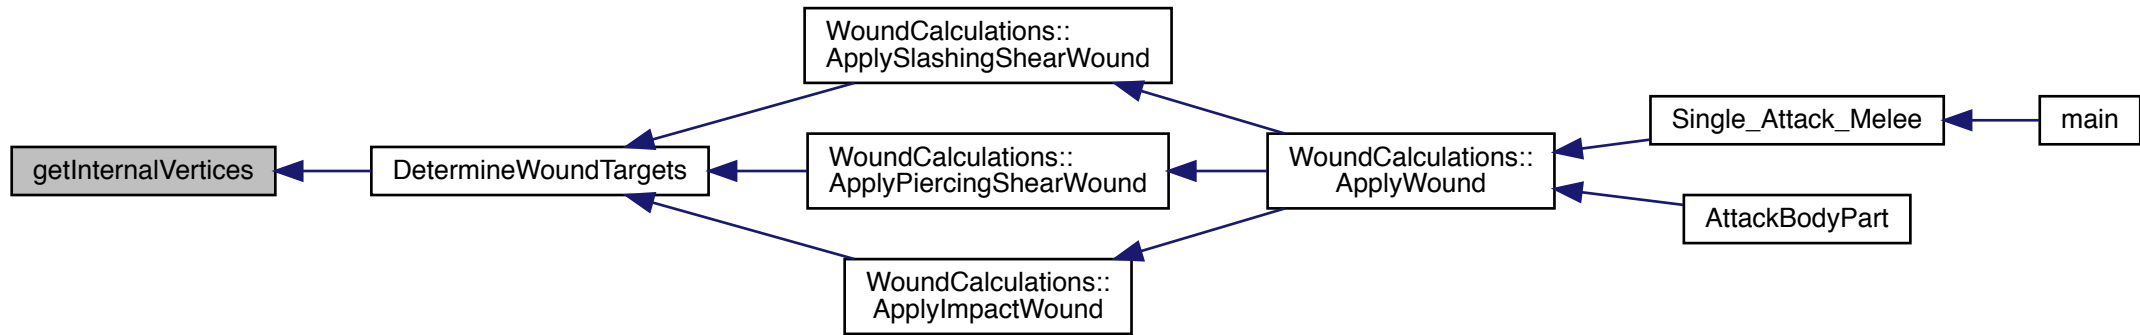 getInternalVertices
DetermineWoundTargets
WoundCalculations::
ApplySlashingShearWound
WoundCalculations::
ApplyPiercingShearWound
WoundCalculations::
ApplyImpactWound
WoundCalculations::
ApplyWound
Single_Attack_Melee
AttackBodyPart
main